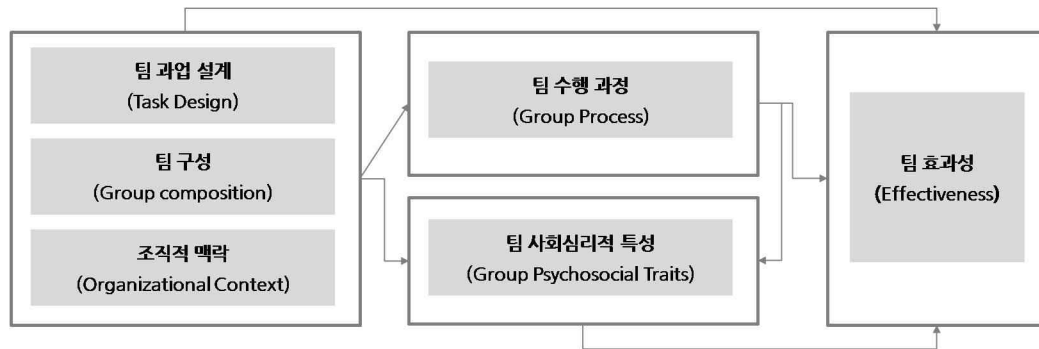 팀 과업 설계
(Task Design)
팀 구성
(Group composition)
조직적 맥락
(Organizational Context)
팀 수행 과정
(Group Process)
팀 사회심리적 특성
(Group Psychosocial Traits)
팀 효과성
(Effectiveness)